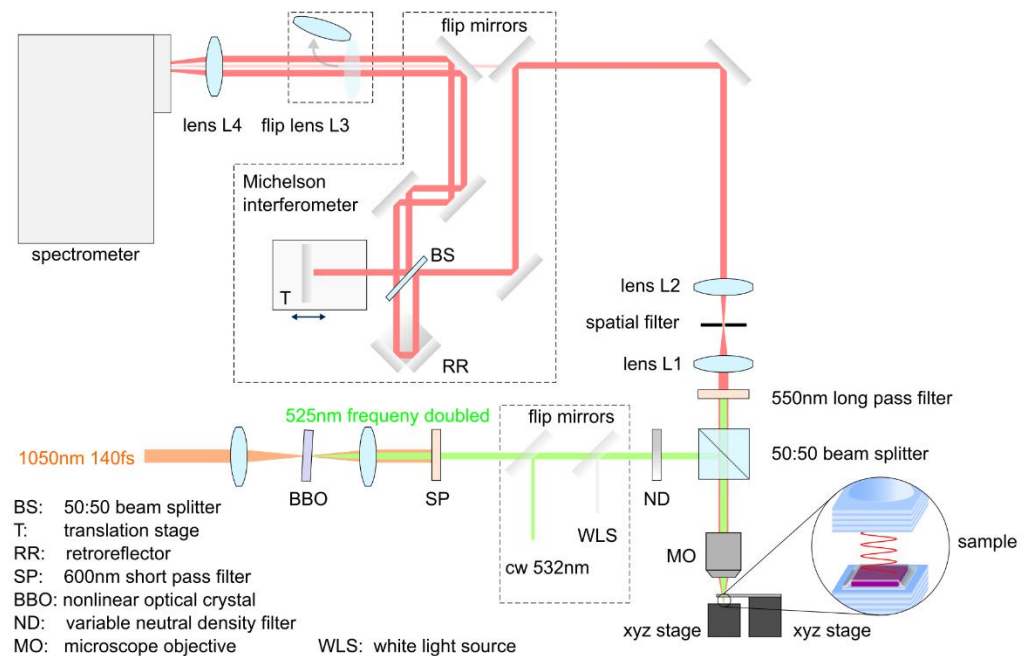 flip mirrors
lens L4
flip lens L3
Michelson
interferometer
spectrometer
BS
T
RR
lens L2
spatial filter
lens L1
550nm long pass filter
525nm frequeny doubled
flip mirrors
50:50 beam splitter
1050nm 140fs
BBO
SP
ND
WLS
cw 532nm
MO
sample
xyz stage
xyz stage
BS: 50:50 beam splitter
T: translation stage
RR: retroreflector
SP: 600nm short pass filter
BBO: nonlinear optical crystal
ND: variable neutral density filter
MO: microscope objective
WLS: white light source